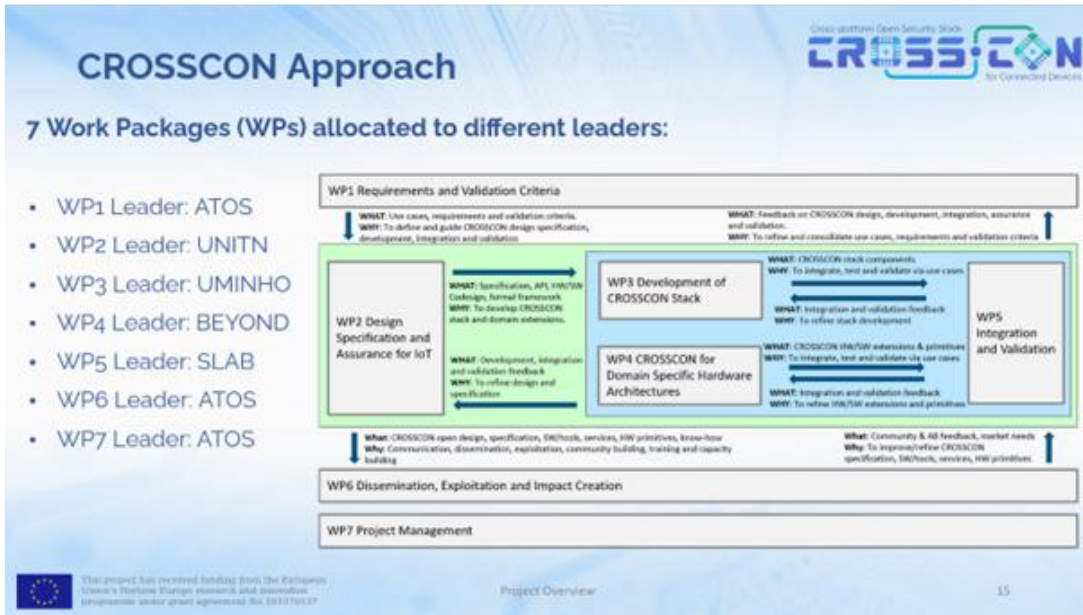 CROSSCON Approach
Cross-platform Open Security Stack
CROSSCON
for Connected Devices
7 Work Packages (WPs) allocated to different leaders:
• WP1 Leader: ATOS
• WP2 Leader: UNITN
• WP3 Leader: UMINHO
• WP4 Leader: BEYOND
• WP5 Leader: SLAB
• WP6 Leader: ATOS
• WP7 Leader: ATOS
WP1 Requirements and Validation Criteria
WHAT: Use cases, requirements and validation criteria.
WHY: To define and guide CROSSCON design specification,
development, integration and validation
WHAT: Feedback on CROSSCON design, development, integration, assurance
and validation.
WHY: To refine and consolidate use cases, requirements and validation criteria
WP2 Design
Specification and
Assurance for IoT
WHAT: Specification, API, HW/SW
Codesign, formal framework
WHY: To develop CROSSCON
stack and domain extensions.
WHAT: Development, integration
and validation feedback
WHY: To refine design and
specification
WP3 Development of
CROSSCON Stack
WP4 CROSSCON for
Domain Specific Hardware
Architectures
WHAT: CROSSCON stack components
WHY: To integrate, test and validate via use cases
WHAT: Integration and validation feedback
WHY: To refine stack development
WHAT: CROSSCON HW/SW extensions & primitives
WHY: To integrate, test and validate via use cases
WHAT: Integration and validation feedback
WHY: To refine HW/SW extensions and primitives
WP5
Integration
and Validation
What: CROSSCON open design, specification, SW/tools, services, HW primitives, know-how
Why: Communication, dissemination, exploitation, community building, training and capacity
building
What: Community & AB feedback, market needs
Why: To improve/refine CROSSCON
specification, SW/tools, services, HW primitives
WP6 Dissemination, Exploitation and Impact Creation
WP7 Project Management
This project has received funding from the European
Union's Horizon Europe research and innovation
programme under grant agreement No
Project Overview
15